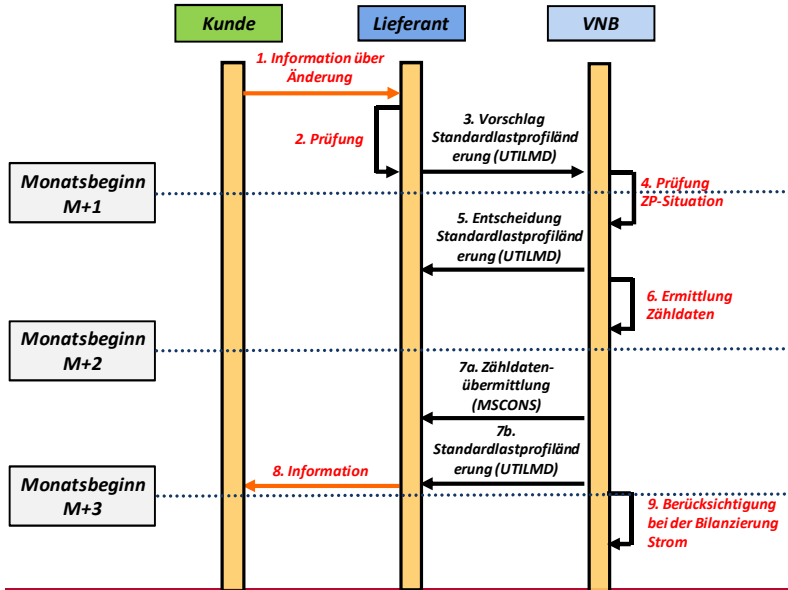 Kunde
Lieferant
VNB
1. Information über
Änderung
2. Prüfung
3. Vorschlag
Standardlastprofiländ
erung (UTILMD)
Monatsbeginn
M+1
4. Prüfung
ZP-Situation
5. Entscheidung
Standardlastprofiländ
erung (UTILMD)
6. Ermittlung
Zähldaten
Monatsbeginn
M+2
7a. Zähldaten-
übermittlung
(MSCONS)
7b.
Standardlastprofiländ
erung (UTILMD)
8. Information
Monatsbeginn
M+3
9. Berücksichtigung
bei der Bilanzierung
Strom